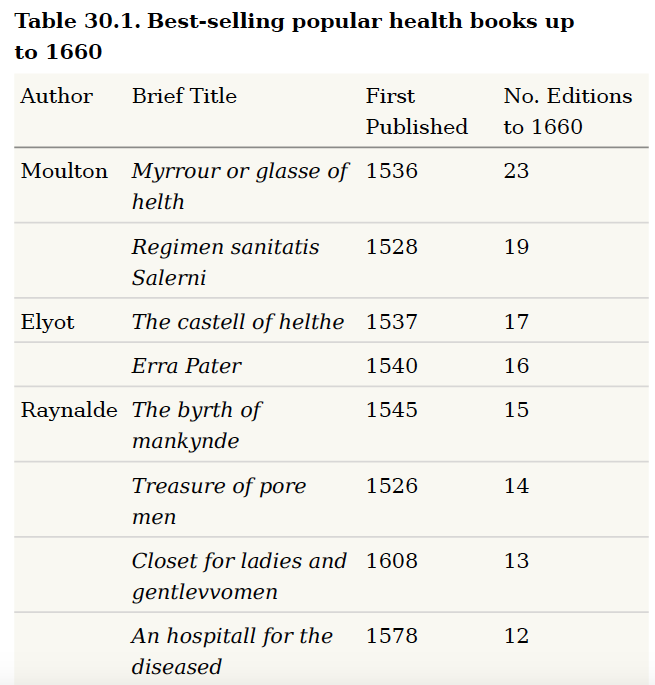 Table 30.1. Best-selling popular health books up
to 1660
Author Brief Title First Published No. Editions to 1660
Moulton Myrrour or glasse of helth 1536 23
Regimen sanitatis Salerni 1528 19
Elyot The castell of helthe 1537 17
Erra Pater 1540 16
Raynalde The byrth of mankynde 1545 15
Treasure of pore men 1526 14
Closet for ladies and gentlevvomen 1608 13
An hospitall for the diseased 1578 12